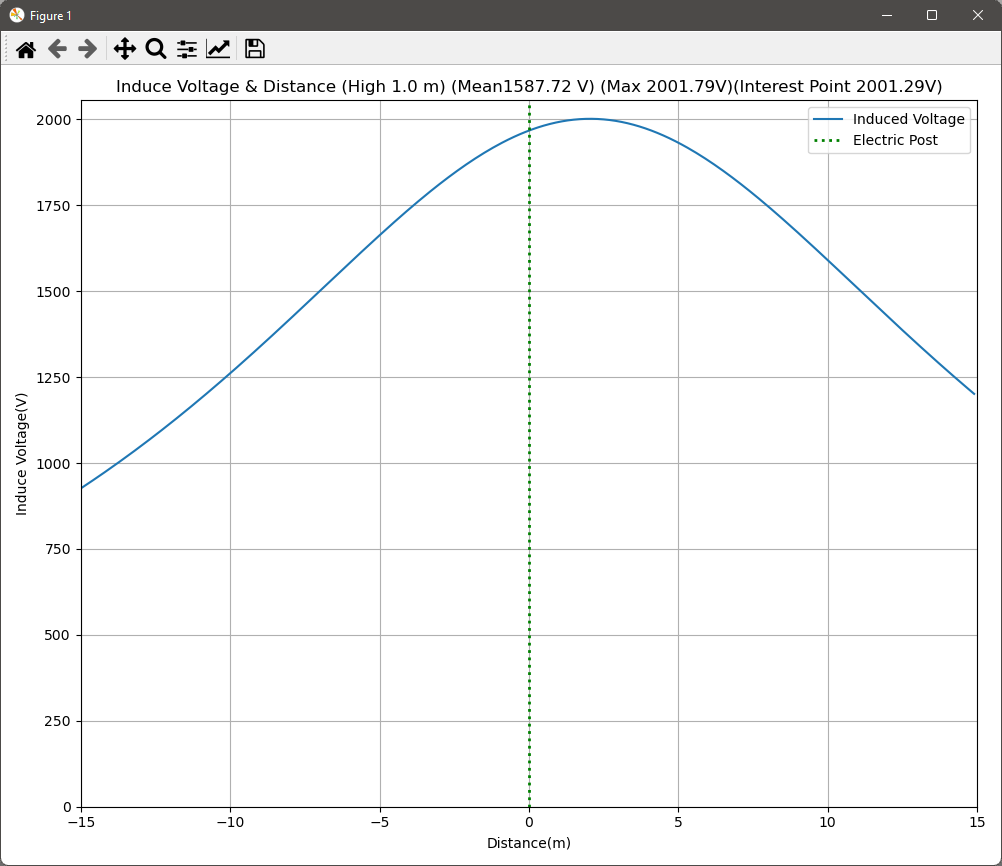 Figure 1
Induce Voltage & Distance (High 1.0 m) (Mean1587.72 V) (Max 2001.79V)(Interest Point 2001.29V)
Induced Voltage
Electric Post
2000
1750
1500
1250
1000
750
500
250
0
Induce Voltage(V)
−15 −10 −5 0 5 10 15
Distance(m)